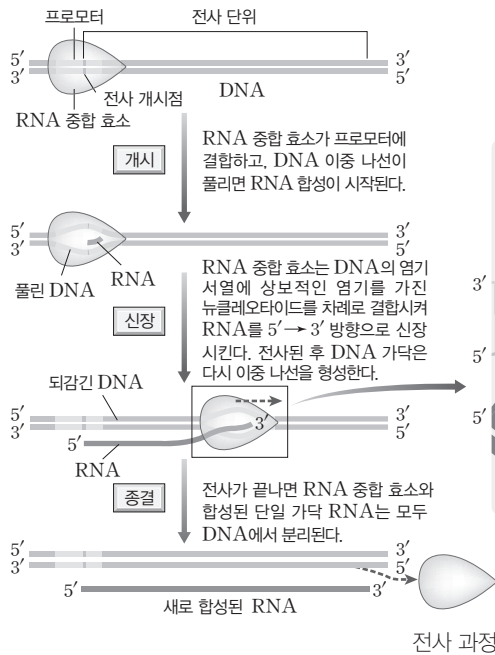 프로모터
전사 단위
5′ 3′
3′ 5′
전사 개시점
DNA
RNA 중합 효소
개시
RNA 중합 효소가 프로모터에
결합하고, DNA 이중 나선이
풀리면 RNA 합성이 시작된다.
5′ 3′
3′ 5′
풀린 DNA
RNA
신장
RNA 중합 효소는 DNA의 염기
서열에 상보적인 염기를 가진
뉴클레오타이드를 차례로 결합시켜
RNA를 5′→3′ 방향으로 신장
시킨다. 전사된 후 DNA 가닥은
다시 이중 나선을 형성한다.
3′
5′
5′
되감긴 DNA
5′ 3′
3′ 5′
3′
5′
RNA
종결
전사가 끝나면 RNA 중합 효소와
합성된 단일 가닥 RNA는 모두
DNA에서 분리된다.
5′ 3′
3′ 5′
5′ 3′
새로 합성된 RNA
전사 과정